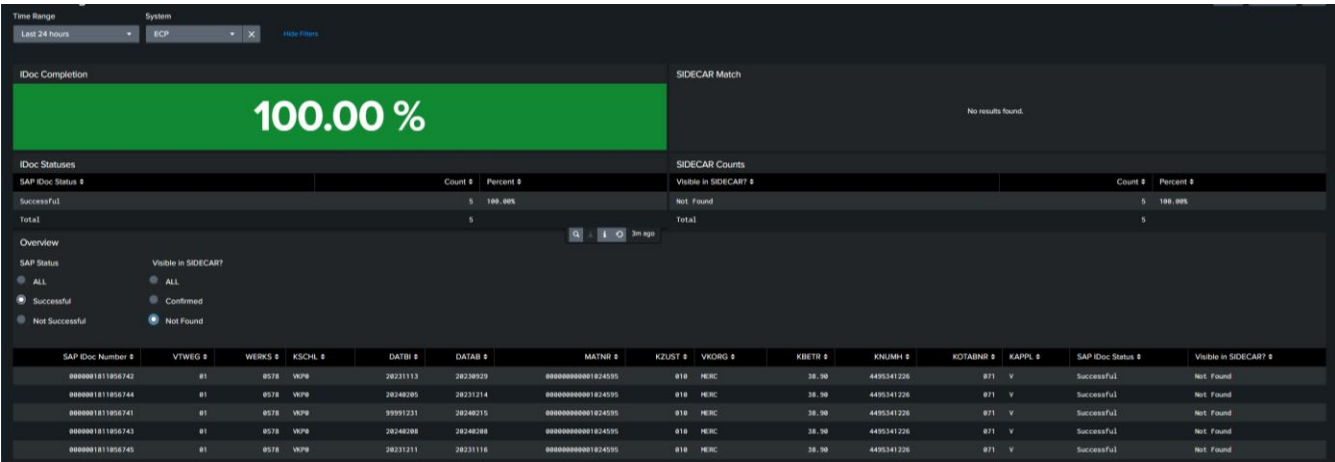 Time Range System
Last 24 hours ECP Hide Filters
IDoc Completion SIDECAR Match
100.00 %
No results found.
IDoc Statuses SIDECAR Counts
SAP IDoc Status Count Percent Visible in SIDECAR? Count Percent
Successful 5 100.00% Not Found 5 100.00%
Total 5 Total 5
3m ago
Overview
SAP Status Visible in SIDECAR?
ALL ALL
Successful Confirmed
Not Successful Not Found
SAP IDoc Number VTWEG WERKS KSCHL DATBI DATAB MATNR KZUST VKORG KBETR KNUMH KOTABNR KAPPL SAP IDoc Status Visible in SIDECAR?
0000001811056742 01 0578 VKP0 20231113 20230929 000000000001024595 010 MERC 38.90 4495341226 071 V Successful Not Found
0000001811056744 01 0578 VKP0 20240205 20231214 000000000001024595 010 MERC 38.90 4495341226 071 V Successful Not Found
0000001811056741 01 0578 VKP0 99991231 20240215 000000000001024595 010 MERC 38.90 4495341226 071 V Successful Not Found
0000001811056743 01 0578 VKP0 20240208 20240208 000000000001024595 010 MERC 38.90 4495341226 071 V Successful Not Found
0000001811056745 01 0578 VKP0 20231211 20231116 000000000001024595 010 MERC 38.90 4495341226 071 V Successful Not Found